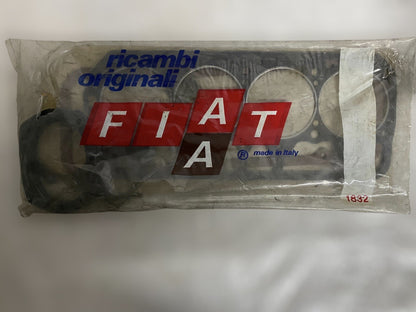 ricambi
originali
FIAT
A
® made in italy
1832